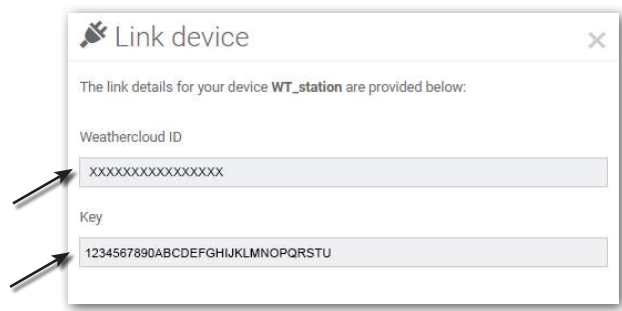 Link device
The link details for your device WT_station are provided below:
Weathercloud ID
XXXXXXXXXXXXXXXX
Key
1234567890ABCDEFGHIJKLMNOPQRSTU